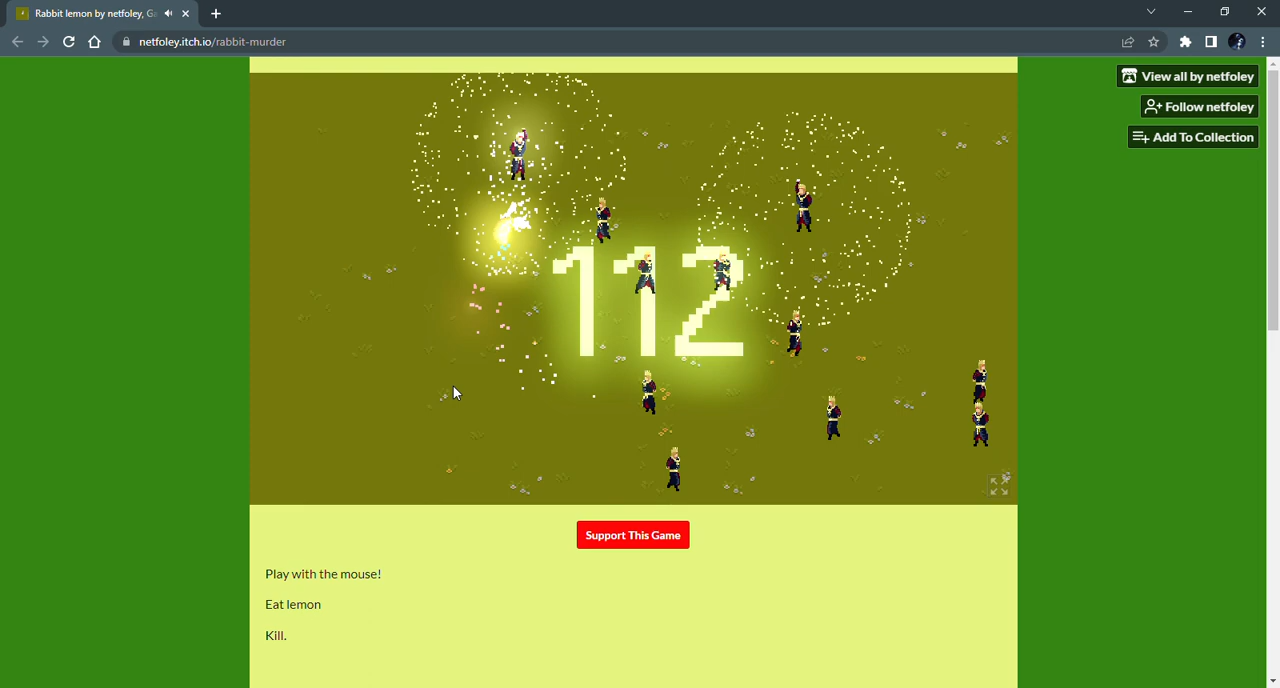 Rabbit lemon by netfoley, Ga
netfoley.itch.io/rabbit-murder
View all by netfoley
Follow netfoley
Add To Collection
112
Support This Game
Play with the mouse!
Eat lemon
Kill.